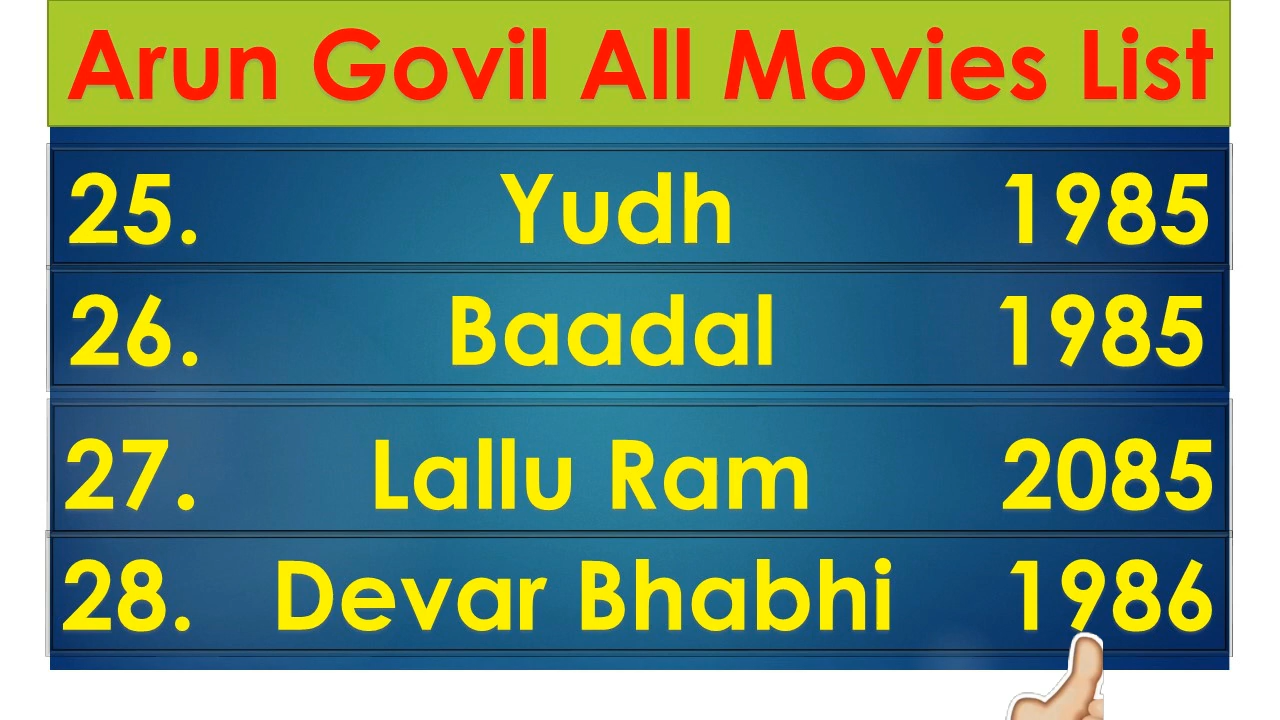 Arun Govil All Movies List
25. Yudh 1985
26. Baadal 1985
27. Lallu Ram 2085
28. Devar Bhabhi 1986